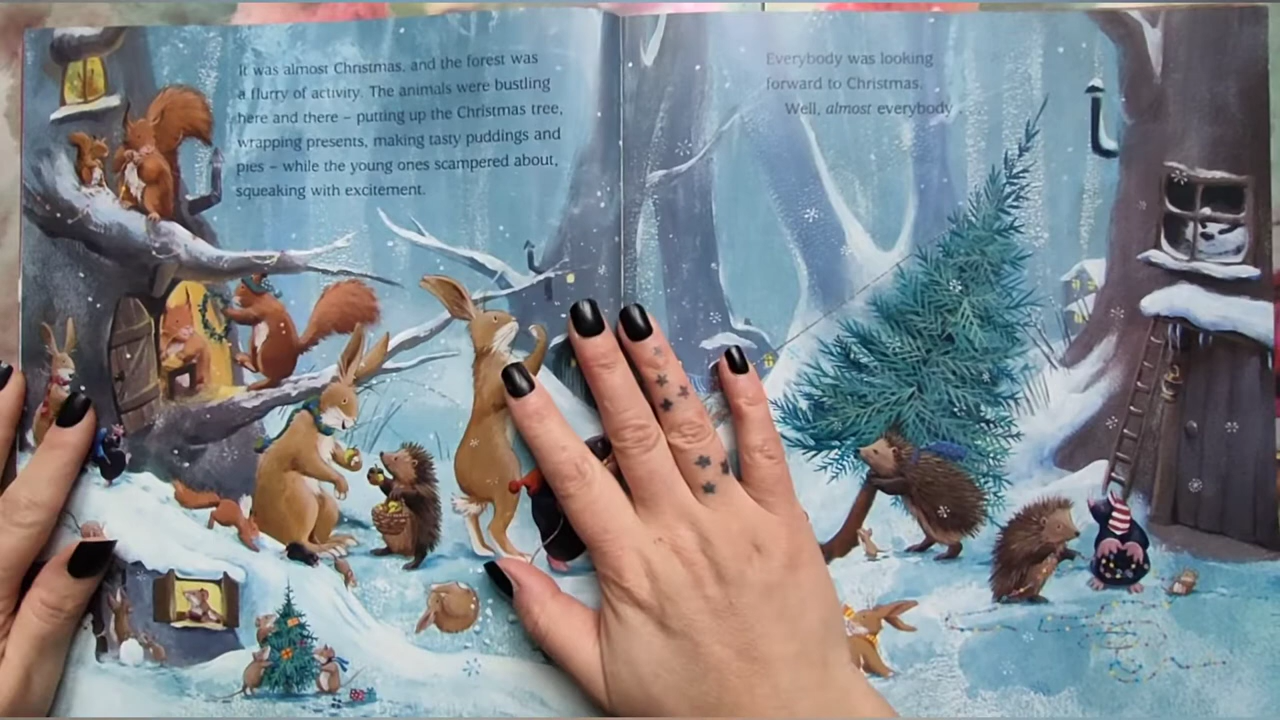 It was almost Christmas, and the forest was
a flurry of activity. The animals were bustling
here and there – putting up the Christmas tree,
wrapping presents, making tasty puddings and
pies – while the young ones scampered about,
squeaking with excitement.
Everybody was looking
forward to Christmas.
Well, almost everybody .